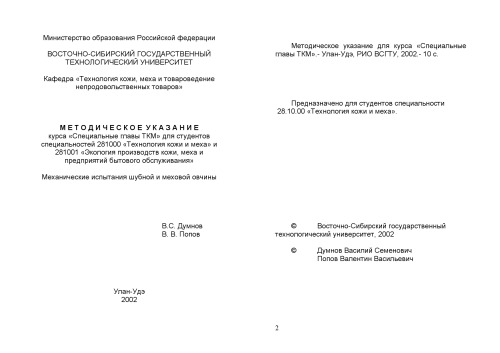 Министерство образования Российской федерации
ВОСТОЧНО-СИБИРСКИЙ ГОСУДАРСТВЕННЫЙ
ТЕХНОЛОГИЧЕСКИЙ УНИВЕРСИТЕТ
Кафедра «Технология кожи, меха и товароведение
непродовольственных товаров»
М Е Т О Д И Ч Е С К О Е У К А З А Н И Е
курса «Специальные главы ТКМ» для студентов
специальностей 281000 «Технология кожи и меха» и
281001 «Экология производств кожи, меха и
предприятий бытового обслуживания»
Механические испытания шубной и меховой овчины
В.С. Думнов
В. В. Попов
Улан-Удэ
2002
Методическое указание для курса «Специальные
главы ТКМ».- Улан-Удэ, РИО ВСГТУ, 2002.- 10 с.
Предназначено для студентов специальности
28.10.00 «Технология кожи и меха».
© Восточно-Сибирский государственный
технологический университет, 2002
© Думнов Василий Семенович
Попов Валентин Васильевич
2